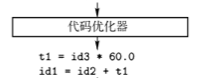 代码优化器
t1 = id3 * 60.0
id1 = id2 + t1